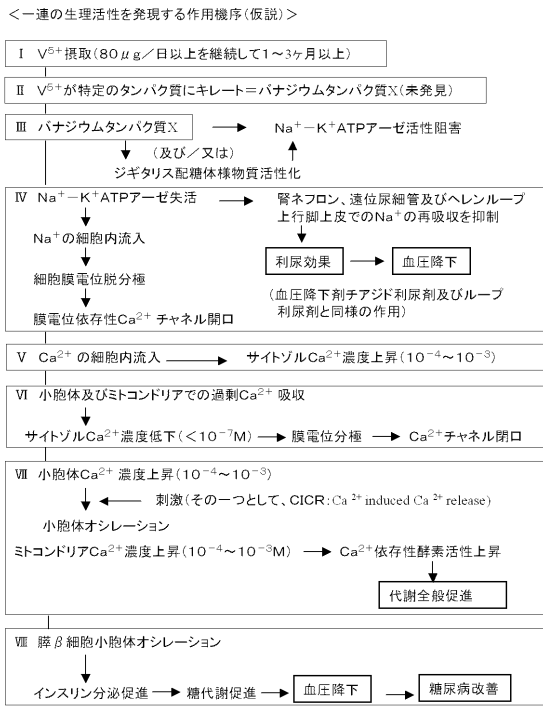 ＜一連の生理活性を発現する作用機序（仮説）＞
Ⅰ V⁵⁺摂取（80μg／日以上を継続して1～3ヶ月以上）
Ⅱ V⁵⁺が特定のタンパク質にキレート＝バナジウムタンパク質X（未発見）
Ⅲ バナジウムタンパク質X → Na⁺－K⁺ATPアーゼ活性阻害
↓ （及び／又は） ↑
ジギタリス配糖体様物質活性化
Ⅳ Na⁺－K⁺ATPアーゼ失活 → 腎ネフロン、遠位尿細管及びヘレンループ
上行脚上皮でのNa⁺の再吸収を抑制
↓ ↓
Na⁺の細胞内流入
利尿効果 → 血圧降下
↓
細胞膜電位脱分極
↓
（血圧降下剤チアジド利尿剤及びループ
利尿剤と同様の作用）
膜電位依存性Ca²⁺ チャネル開口
Ⅴ Ca²⁺ の細胞内流入 → サイトゾルCa²⁺濃度上昇（10⁻⁴～10⁻³）
Ⅵ 小胞体及びミトコンドリアでの過剰Ca²⁺ 吸収
↓
サイトゾルCa²⁺濃度低下（＜10⁻⁷M） → 膜電位分極 → Ca²⁺チャネル閉口
Ⅶ 小胞体Ca²⁺ 濃度上昇（10⁻⁴～10⁻³）
↓ ← 刺激（その一つとして、CICR：Ca ²⁺ induced Ca ²⁺ release）
小胞体オシレーション
ミトコンドリアCa²⁺濃度上昇（10⁻⁴～10⁻³M） → Ca²⁺依存性酵素活性上昇
↓
代謝全般促進
Ⅷ 膵β細胞小胞体オシレーション
↓
インスリン分泌促進 → 糖代謝促進 → 血圧降下 → 糖尿病改善